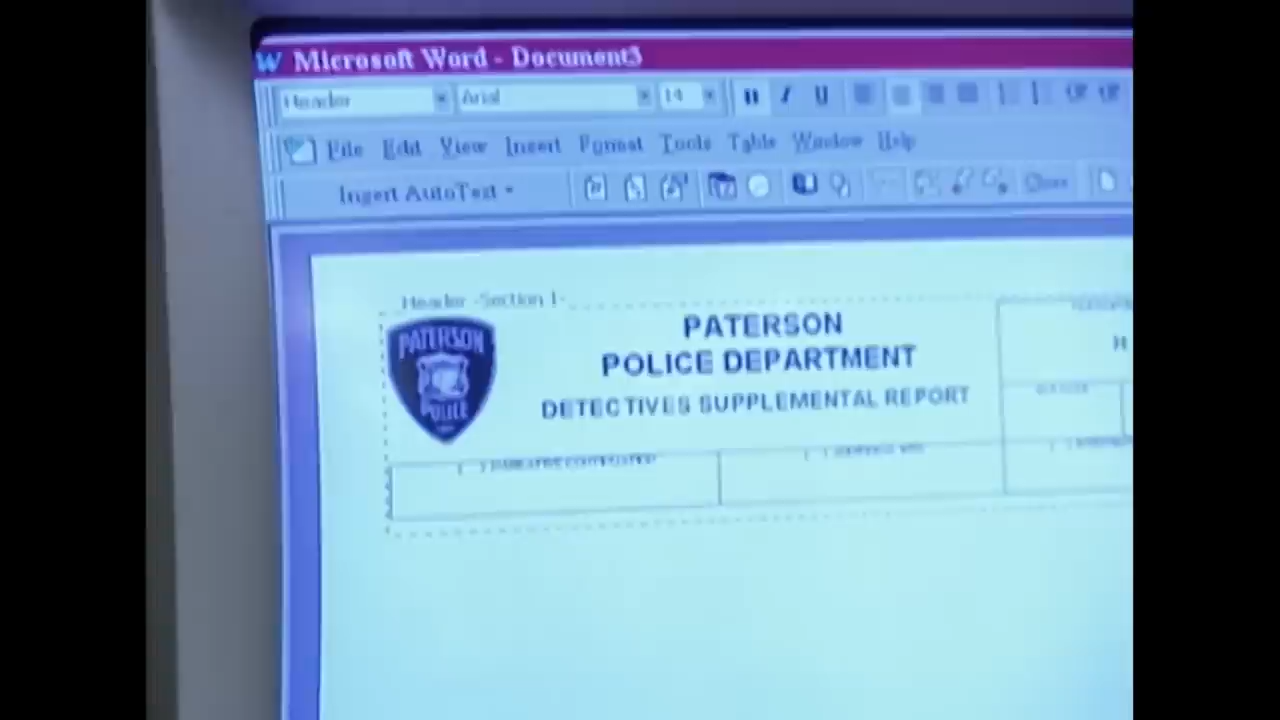 W Microsoft Word - Document3
Header Arial 14 B I U
File Edit View Insert Format Tools Table Window Help
Insert AutoText Close
Header -Section 1-
PATERSON
POLICE
PATERSON
POLICE DEPARTMENT
DETECTIVES SUPPLEMENTAL REPORT